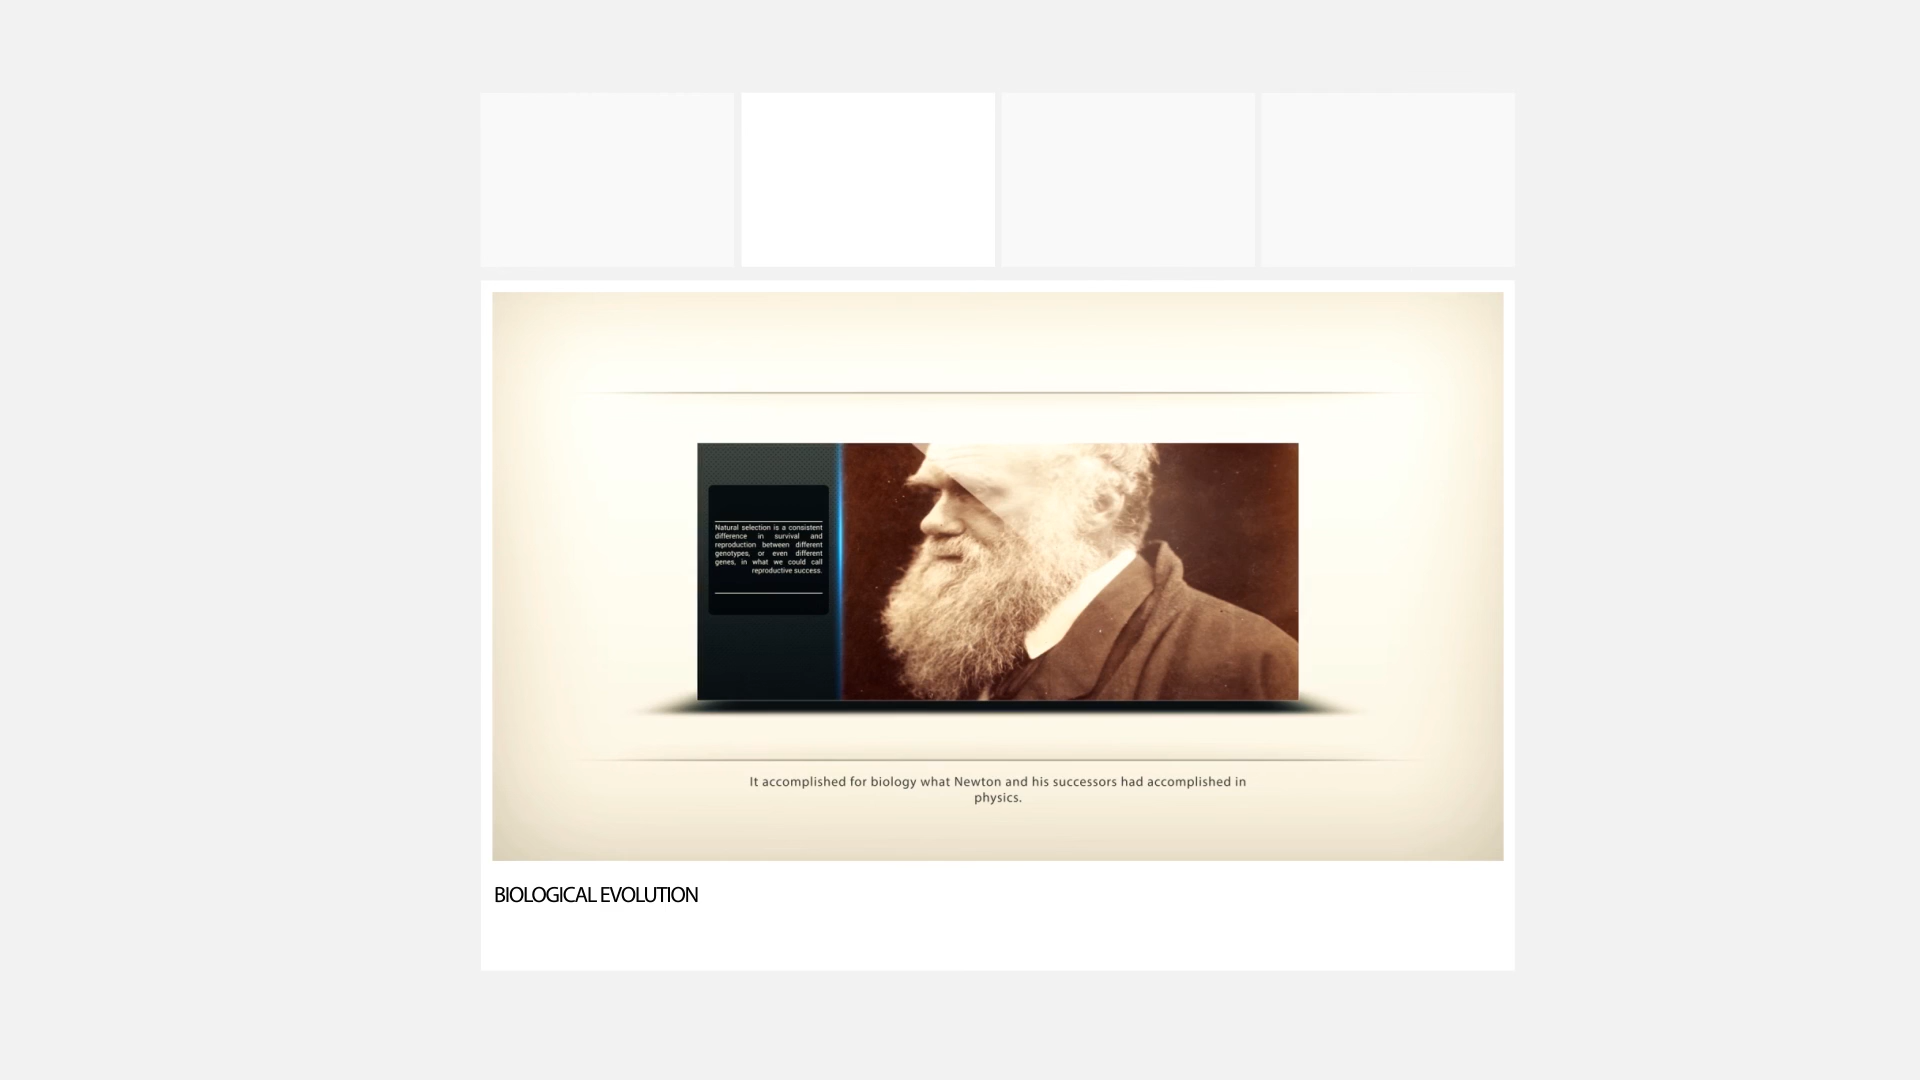 Natural selection is a consistent
difference in survival and
reproduction between different
genotypes, or even different
genes, in what we could call
reproductive success.
It accomplished for biology what Newton and his successors had accomplished in
physics.
BIOLOGICAL EVOLUTION